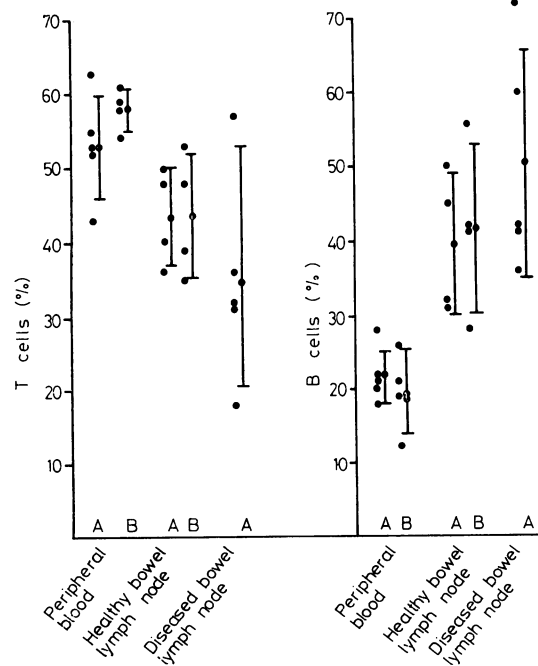 70
60
50
40
30
20
10
T cells (%)
A B A B A
Peripheral
blood
Healthy bowel
lymph node
Diseased bowel
lymph node
70
60
50
40
30
20
10
B cells (%)
A B A B A
Peripheral
blood
Healthy bowel
lymph node
Diseased bowel
lymph node